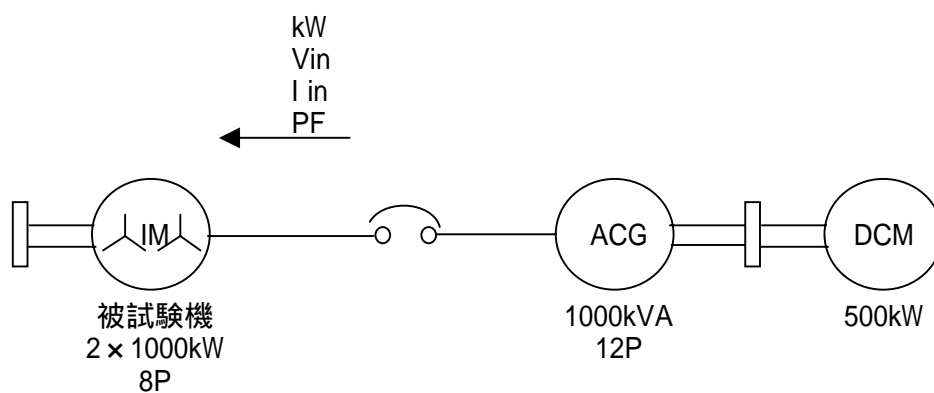 kW
Vin
I in
PF
IM
ACG
DCM
被試験機
2 × 1000kW
8P
1000kVA
12P
500kW